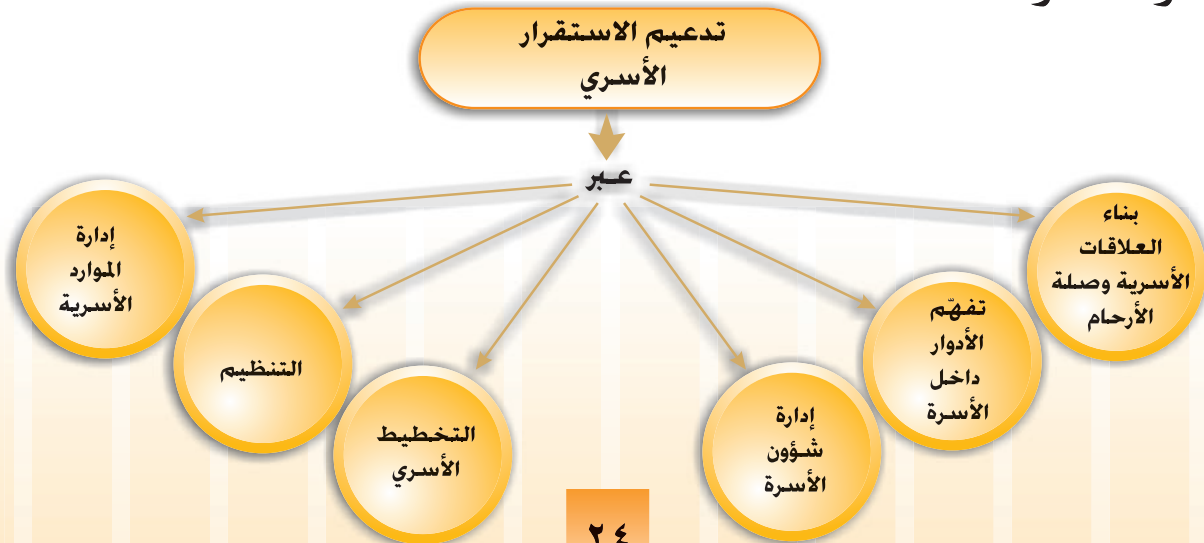 تدعيم الاستقرار
الأسري
عبر
بناء
العلاقات
الأسرية وصلة
الأرحام
تفهّم
الأدوار
داخل
الأسرة
إدارة
شؤون
الأسرة
التخطيط
الأسري
التنظيم
إدارة
الموارد
الأسرية
٢٤